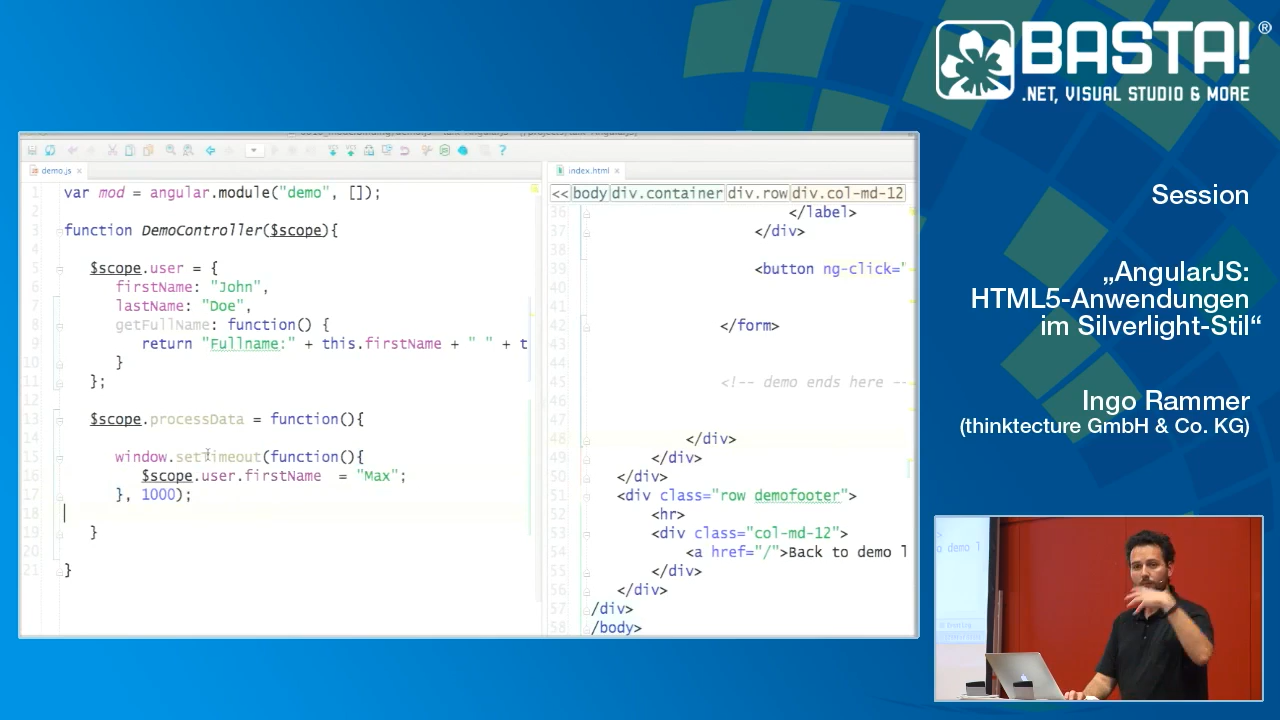 BASTA!®
.NET, VISUAL STUDIO & MORE
Session
„AngularJS:
HTML5-Anwendungen
im Silverlight-Stil“
Ingo Rammer
(thinktecture GmbH & Co. KG)
demo.js
1 var mod = angular.module("demo", []);
2
3 function DemoController($scope){
4
5 $scope.user = {
6 firstName: "John",
7 lastName: "Doe",
8 getFullName: function() {
9 return "Fullname:" + this.firstName + " " + t
10 }
11 };
12
13 $scope.processData = function(){
14
15 window.setTimeout(function(){
16 $scope.user.firstName = "Max";
17 }, 1000);
18
19 }
20
21 }
index.html
<< body div.container div.row div.col-md-12
36 </label>
37 </div>
38
39 <button ng-click="
40
41
42 </form>
43
44
45 <!-- demo ends here --
46
47
48 </div>
49 </div>
50 </div>
51 <div class="row demofooter">
52 <hr>
53 <div class="col-md-12">
54 <a href="/">Back to demo l
55 </div>
56 </div>
57 /div>
58 /body>
o demo l